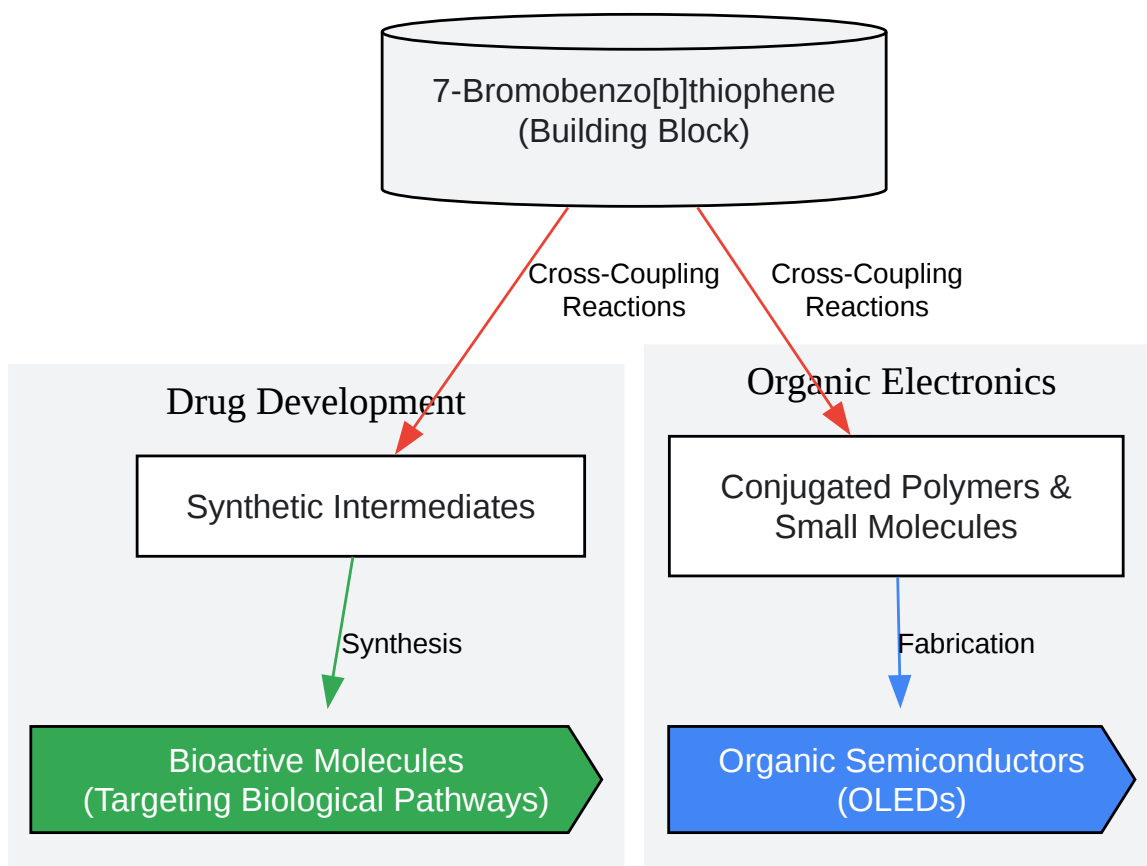 7-Bromobenzo[b]thiophene
(Building Block)
Cross-Coupling
Reactions
Cross-Coupling
Reactions
Drug Development
Organic Electronics
Synthetic Intermediates
Conjugated Polymers &
Small Molecules
Synthesis
Fabrication
Bioactive Molecules
(Targeting Biological Pathways)
Organic Semiconductors
(OLEDs)